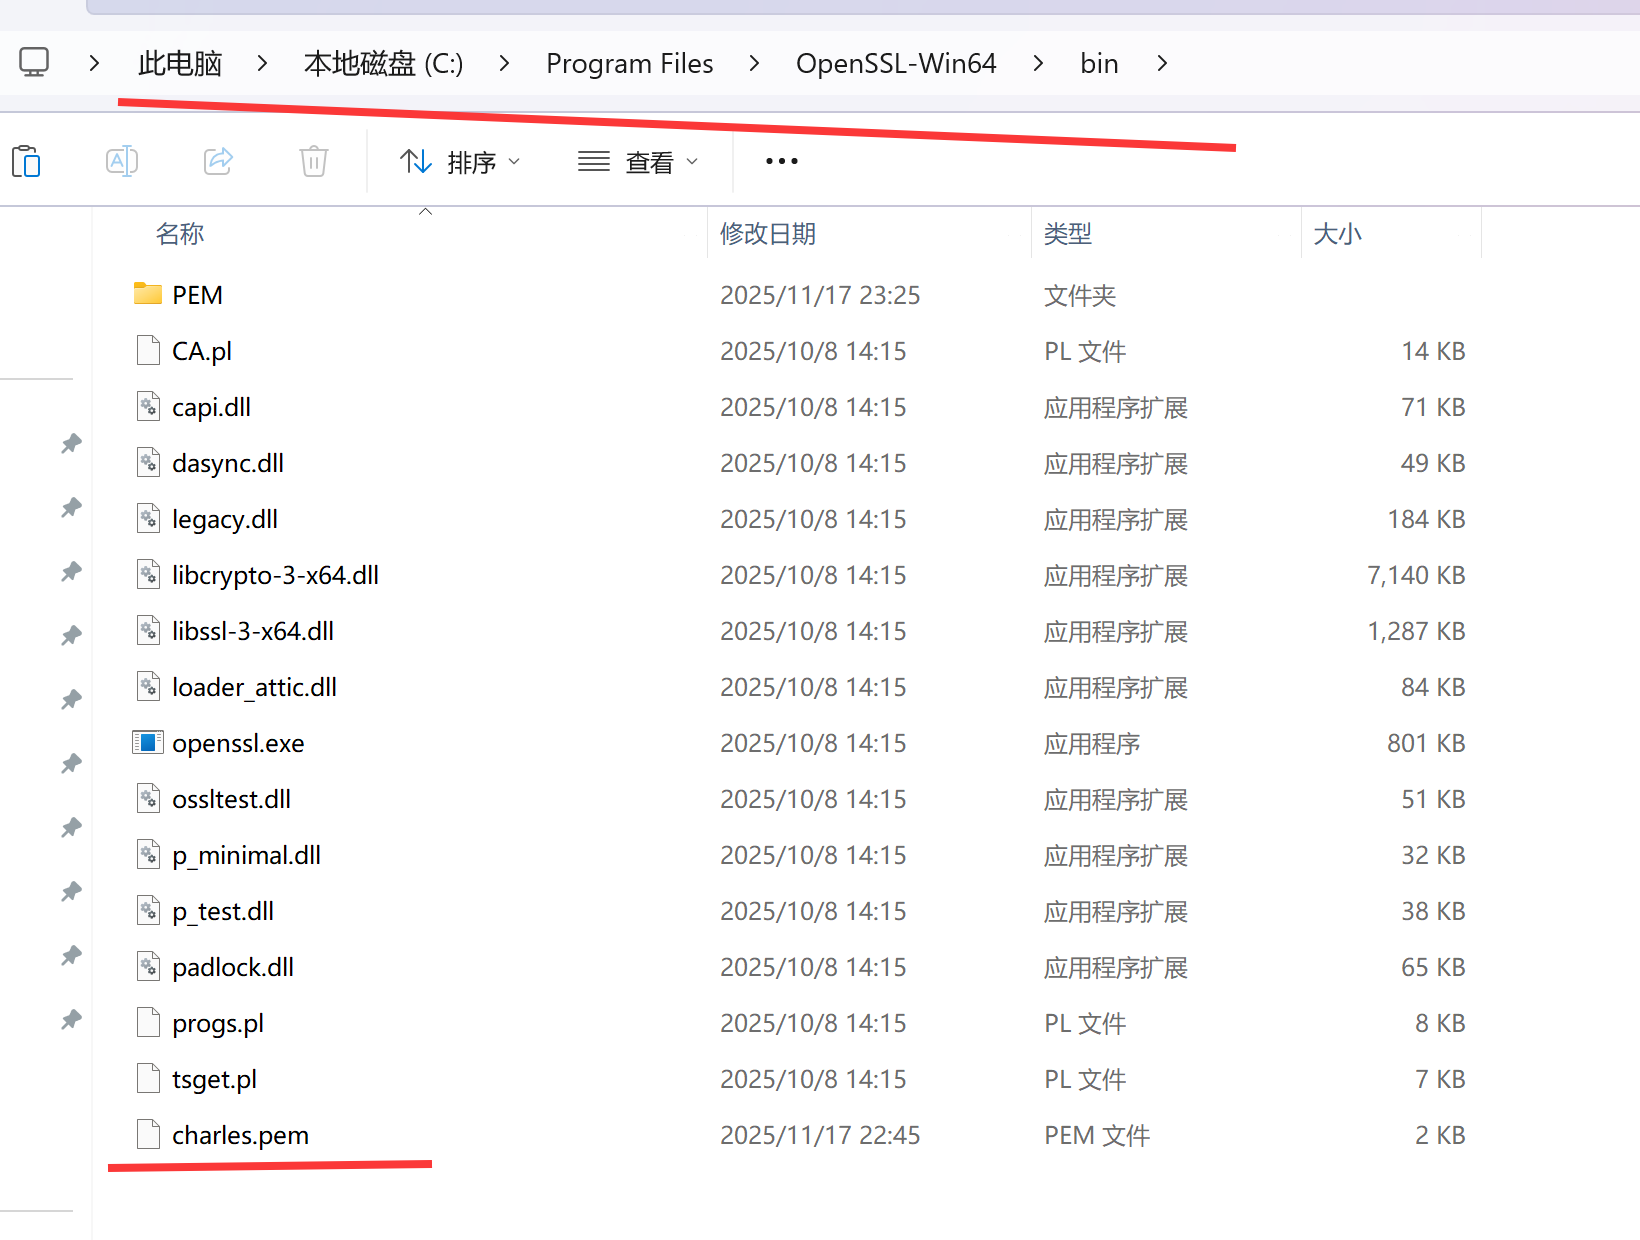 此电脑 > 本地磁盘 (C:) > Program Files > OpenSSL-Win64 > bin >
排序 查看 •••
名称 修改日期 类型 大小
PEM 2025/11/17 23:25 文件夹
CA.pl 2025/10/8 14:15 PL 文件 14 KB
capi.dll 2025/10/8 14:15 应用程序扩展 71 KB
dasync.dll 2025/10/8 14:15 应用程序扩展 49 KB
legacy.dll 2025/10/8 14:15 应用程序扩展 184 KB
libcrypto-3-x64.dll 2025/10/8 14:15 应用程序扩展 7,140 KB
libssl-3-x64.dll 2025/10/8 14:15 应用程序扩展 1,287 KB
loader_attic.dll 2025/10/8 14:15 应用程序扩展 84 KB
openssl.exe 2025/10/8 14:15 应用程序 801 KB
ossltest.dll 2025/10/8 14:15 应用程序扩展 51 KB
p_minimal.dll 2025/10/8 14:15 应用程序扩展 32 KB
p_test.dll 2025/10/8 14:15 应用程序扩展 38 KB
padlock.dll 2025/10/8 14:15 应用程序扩展 65 KB
progs.pl 2025/10/8 14:15 PL 文件 8 KB
tsget.pl 2025/10/8 14:15 PL 文件 7 KB
charles.pem 2025/11/17 22:45 PEM 文件 2 KB